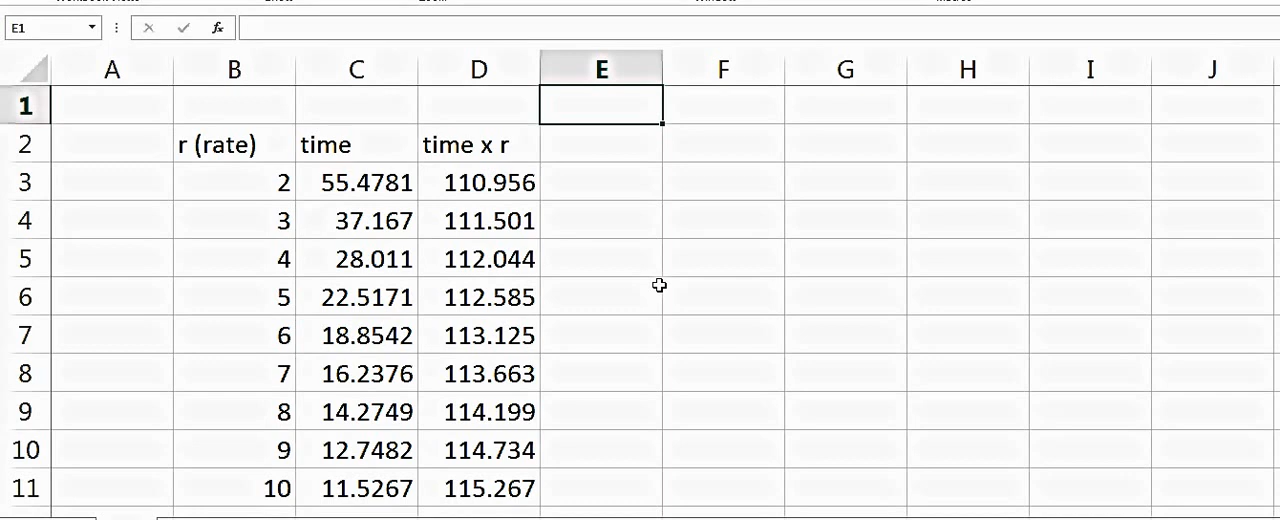 E1 fx
A B C D E F G H I J
1
2 r (rate) time time x r
3 2 55.4781 110.956
4 3 37.167 111.501
5 4 28.011 112.044
6 5 22.5171 112.585
7 6 18.8542 113.125
8 7 16.2376 113.663
9 8 14.2749 114.199
10 9 12.7482 114.734
11 10 11.5267 115.267